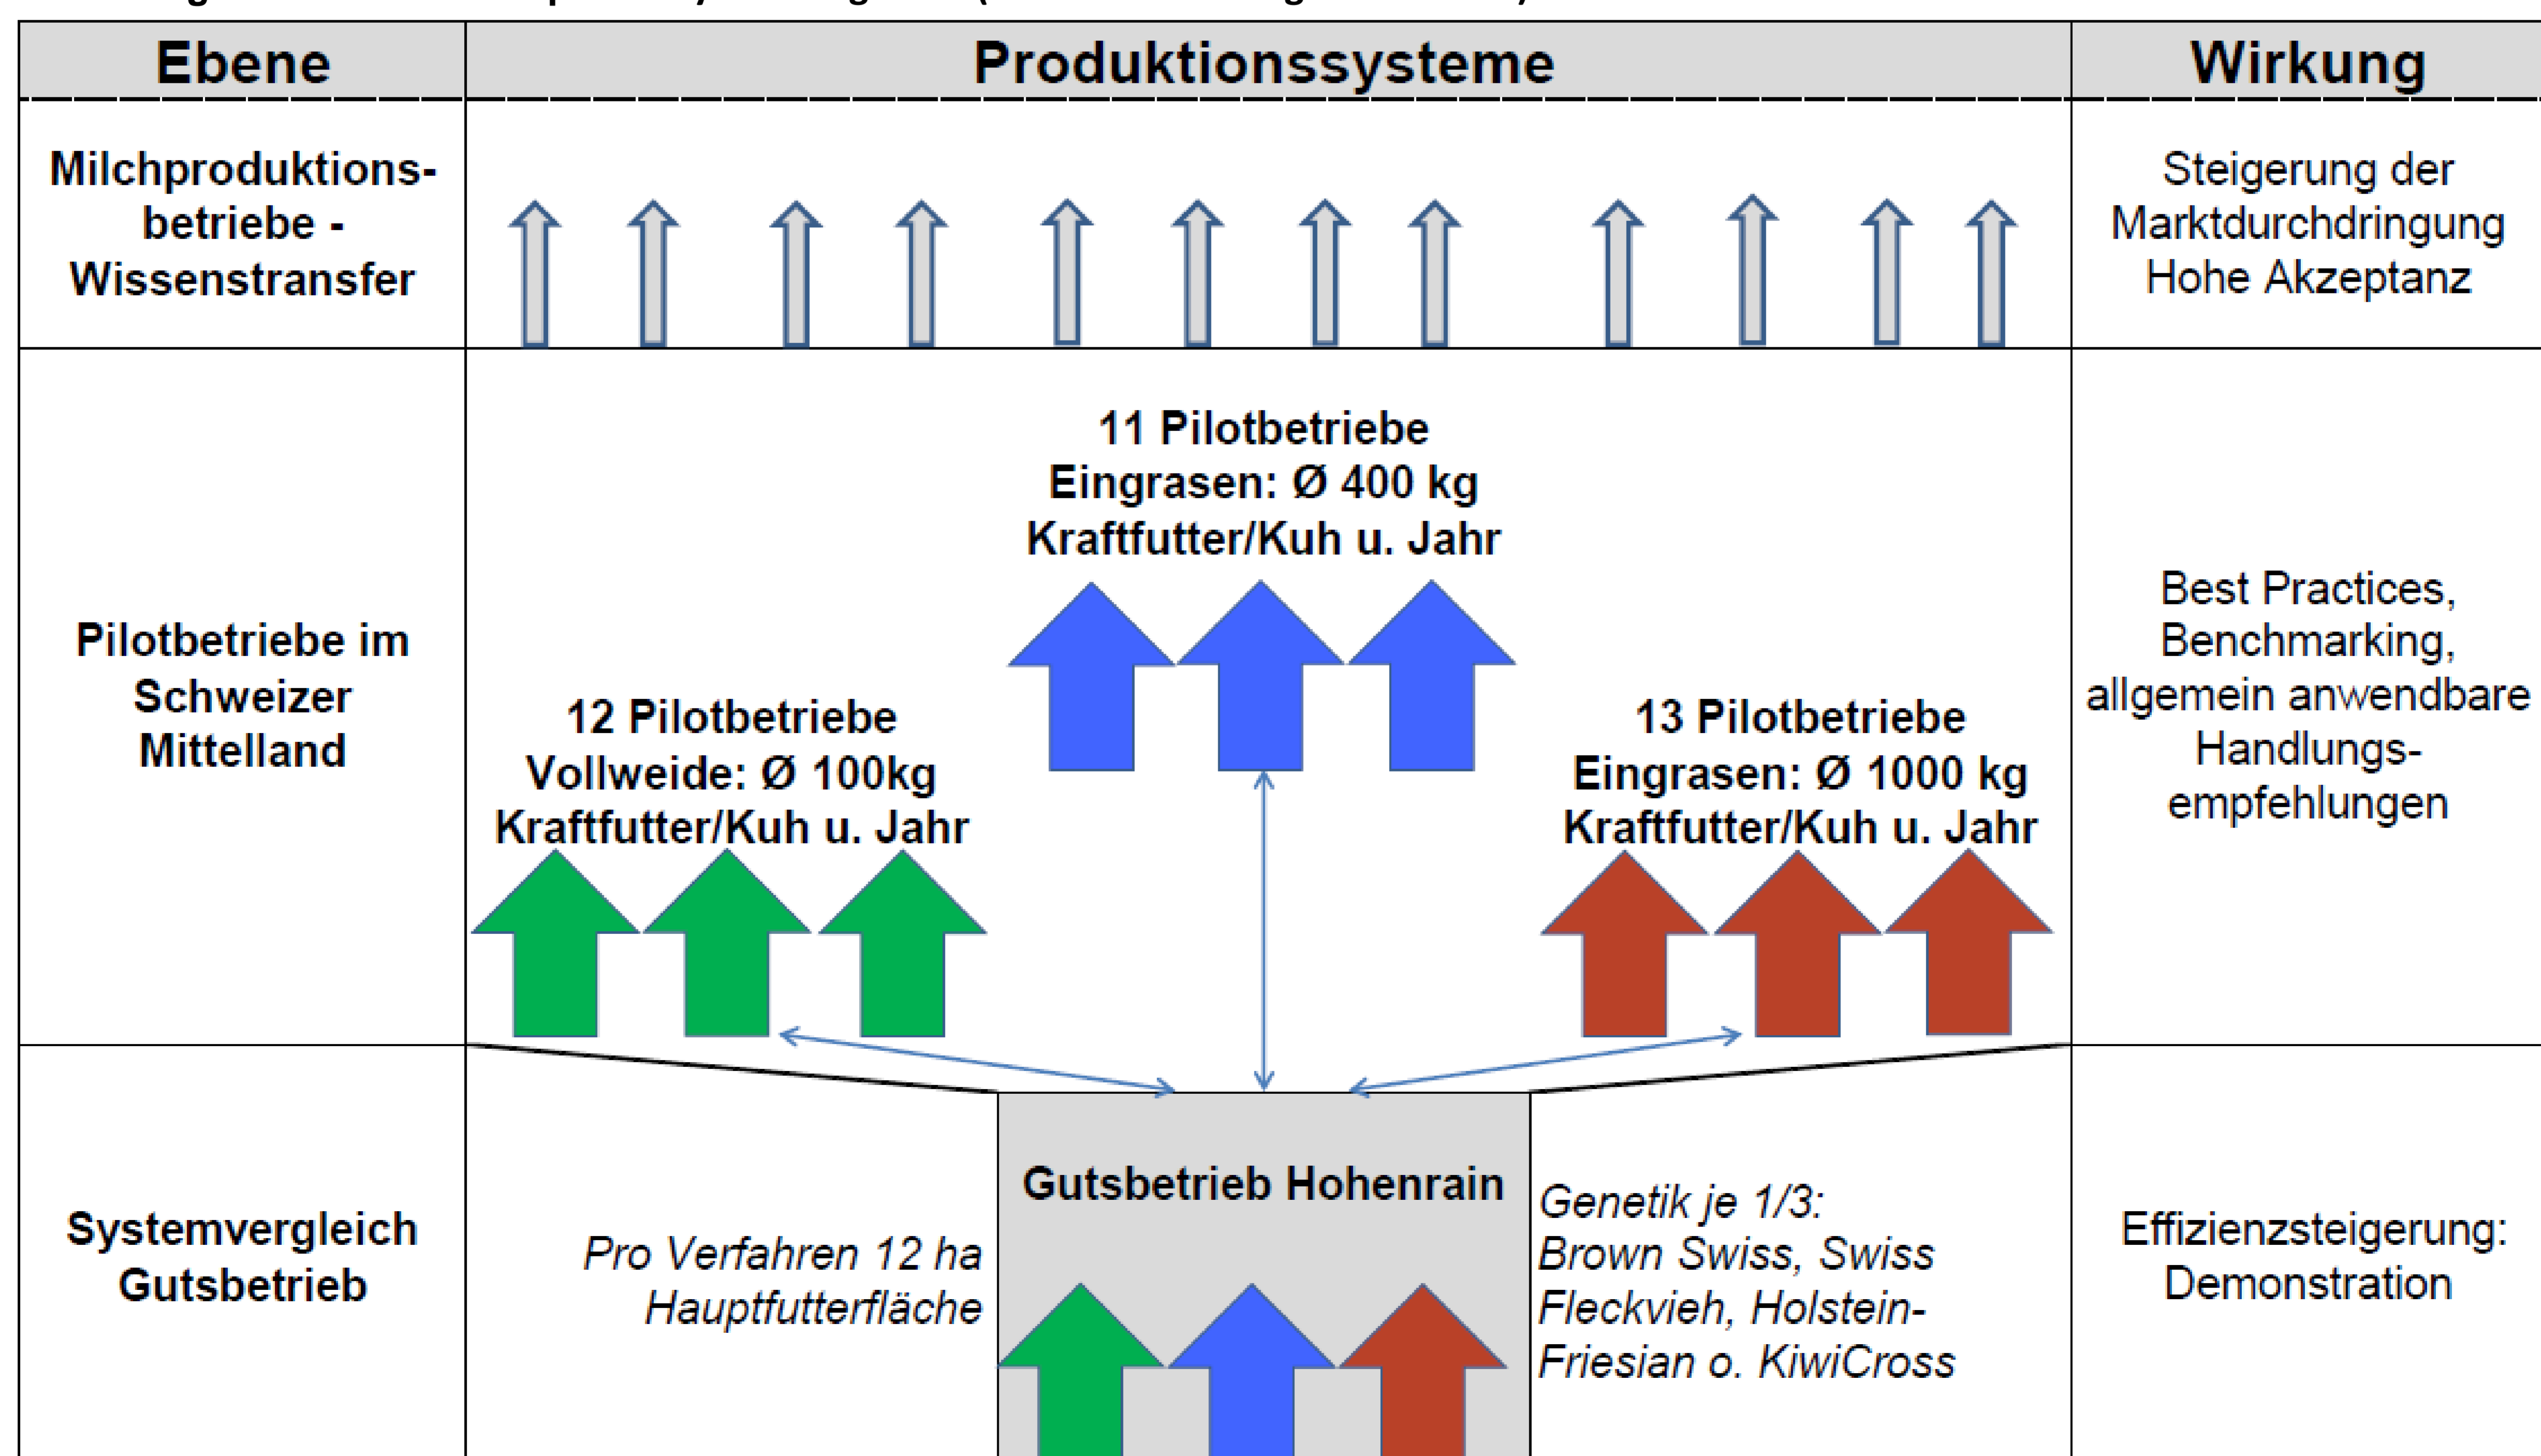 Ebene
Produktionssysteme
Wirkung
Milchproduktions-
betriebe -
Wissenstransfer
Steigerung der
Marktdurchdringung
Hohe Akzeptanz
Pilotbetriebe im
Schweizer
Mittelland
11 Pilotbetriebe
Eingrasen: Ø 400 kg
Kraftfutter/Kuh u. Jahr
12 Pilotbetriebe
Vollweide: Ø 100kg
Kraftfutter/Kuh u. Jahr
13 Pilotbetriebe
Eingrasen: Ø 1000 kg
Kraftfutter/Kuh u. Jahr
Best Practices,
Benchmarking,
allgemein anwendbare
Handlungs-
empfehlungen
Systemvergleich
Gutsbetrieb
Pro Verfahren 12 ha
Hauptfutterfläche
Gutsbetrieb Hohenrain
Genetik je 1/3:
Brown Swiss, Swiss
Fleckvieh, Holstein-
Friesian o. KiwiCross
Effizienzsteigerung:
Demonstration